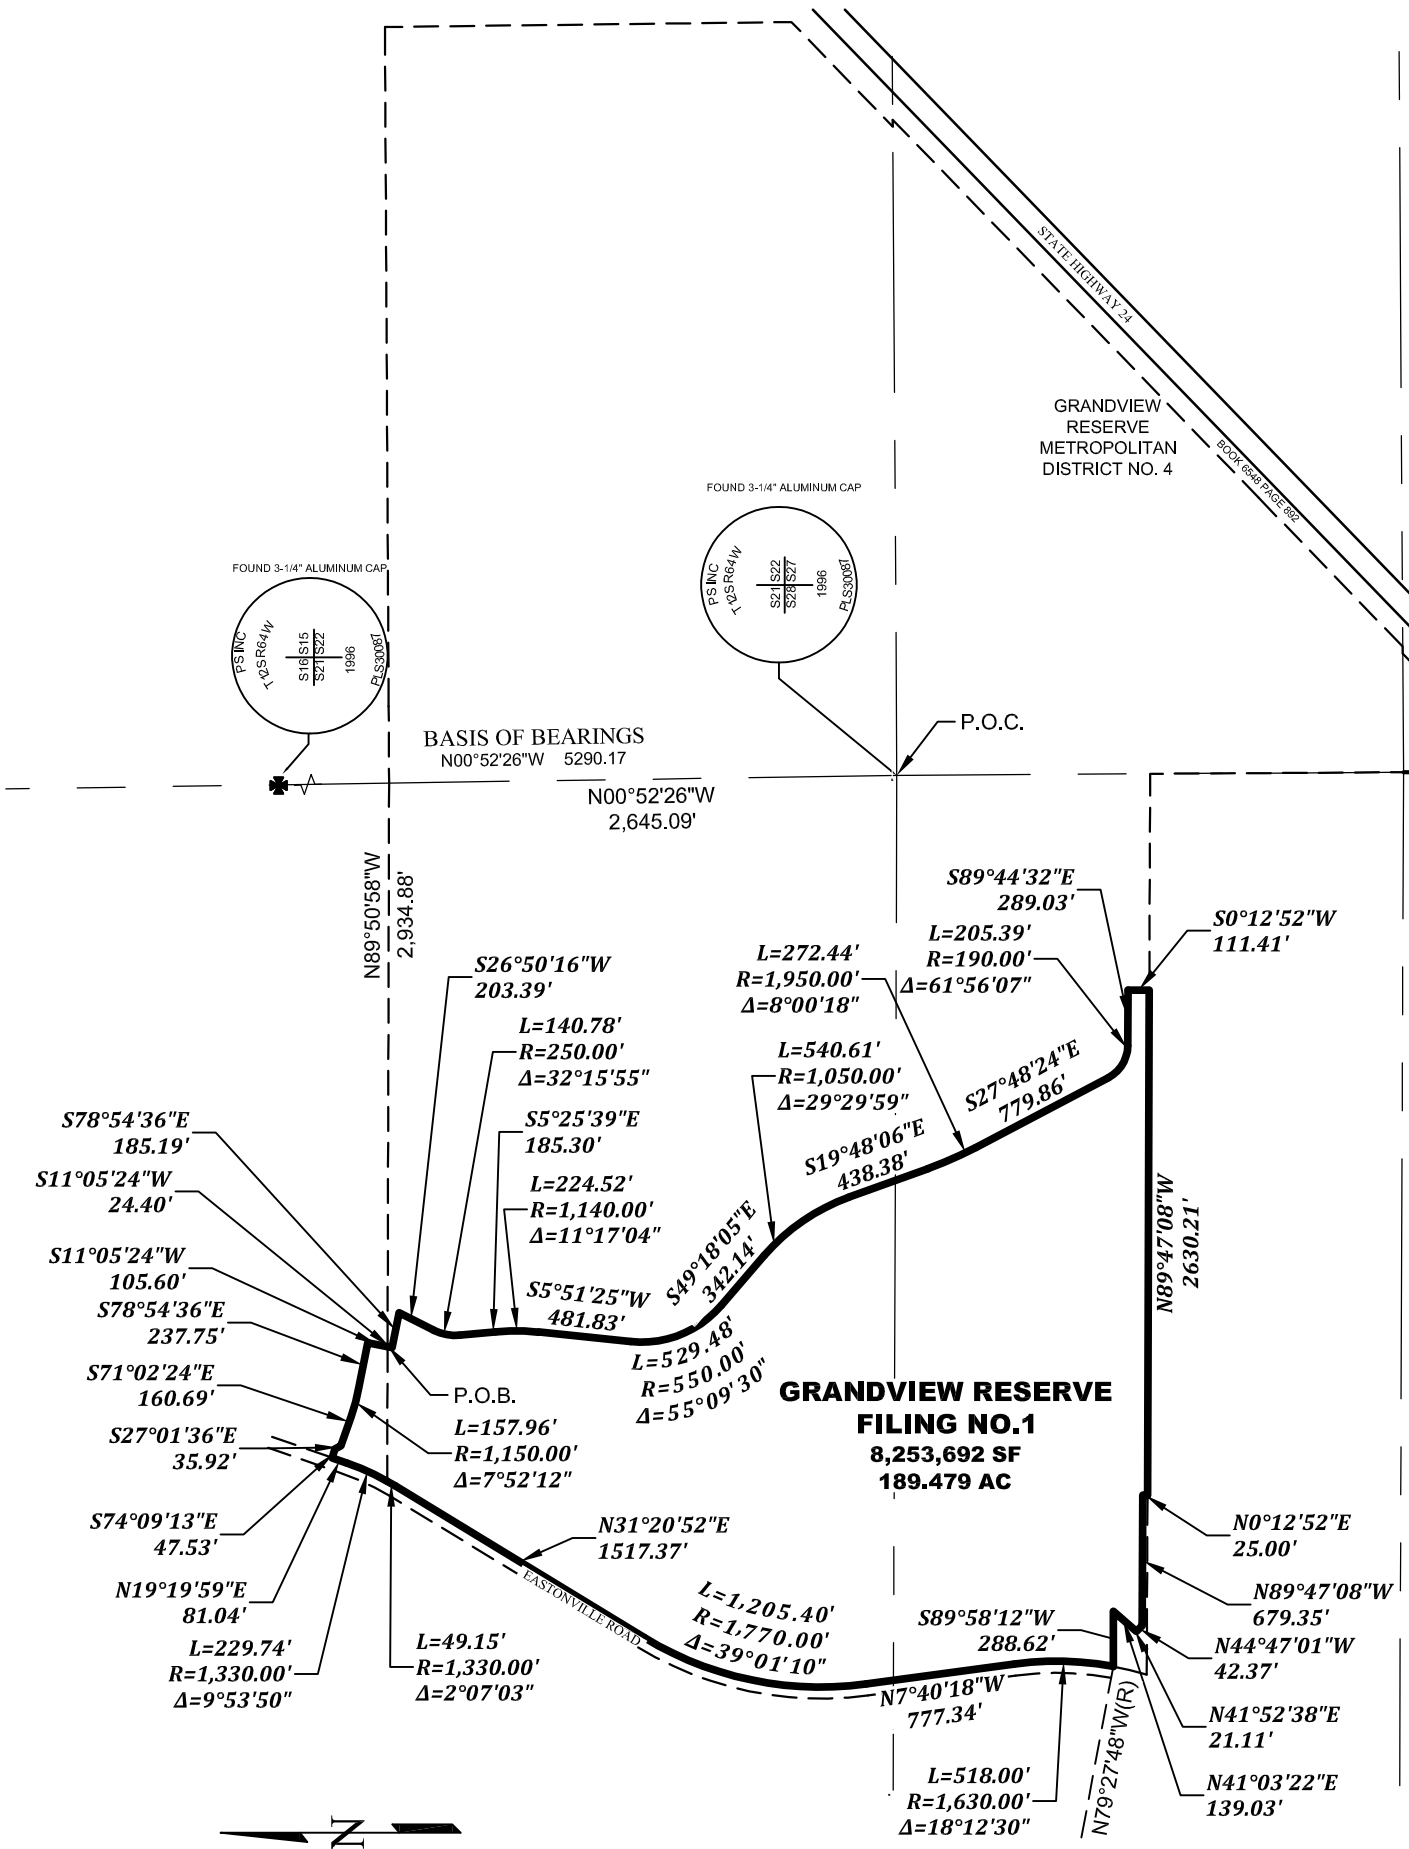 STATE HIGHWAY 24
GRANDVIEW
RESERVE
METROPOLITAN
DISTRICT NO. 4
BOOK 6548 PAGE 892
FOUND 3-1/4" ALUMINUM CAP
PS INC
T12S R64W
S21 S22
S28 S27
1996
PLS30087
FOUND 3-1/4" ALUMINUM CAP
PS INC
T12S R64W
S16 S15
S21 S22
1996
PLS30087
P.O.C.
BASIS OF BEARINGS
N00°52'26"W 5290.17
N00°52'26"W
2,645.09'
N89°50'58"W
2,934.88'
S89°44'32"E
289.03'
S0°12'52"W
111.41'
L=205.39'
R=190.00'
Δ=61°56'07"
L=272.44'
R=1,950.00'
Δ=8°00'18"
S26°50'16"W
203.39'
L=140.78'
R=250.00'
Δ=32°15'55"
L=540.61'
R=1,050.00'
Δ=29°29'59"
S27°48'24"E
779.86'
S19°48'06"E
438.38'
S78°54'36"E
185.19'
S5°25'39"E
185.30'
S11°05'24"W
24.40'
L=224.52'
R=1,140.00'
Δ=11°17'04"
S49°18'05"E
342.14'
N89°47'08"W
2630.21'
S11°05'24"W
105.60'
S78°54'36"E
237.75'
S5°51'25"W
481.83'
L=529.48'
R=550.00'
Δ=55°09'30"
S71°02'24"E
160.69'
P.O.B.
GRANDVIEW RESERVE
FILING NO.1
8,253,692 SF
189.479 AC
S27°01'36"E
35.92'
L=157.96'
R=1,150.00'
Δ=7°52'12"
S74°09'13"E
47.53'
N31°20'52"E
1517.37'
N0°12'52"E
25.00'
EASTONVILLE ROAD
N19°19'59"E
81.04'
L=1,205.40'
R=1,770.00'
Δ=39°01'10"
N89°47'08"W
679.35'
S89°58'12"W
288.62'
L=229.74'
R=1,330.00'
Δ=9°53'50"
L=49.15'
R=1,330.00'
Δ=2°07'03"
N44°47'01"W
42.37'
N7°40'18"W
777.34'
N41°52'38"E
21.11'
N79°27'48"W(R)
L=518.00'
R=1,630.00'
Δ=18°12'30"
N41°03'22"E
139.03'
N